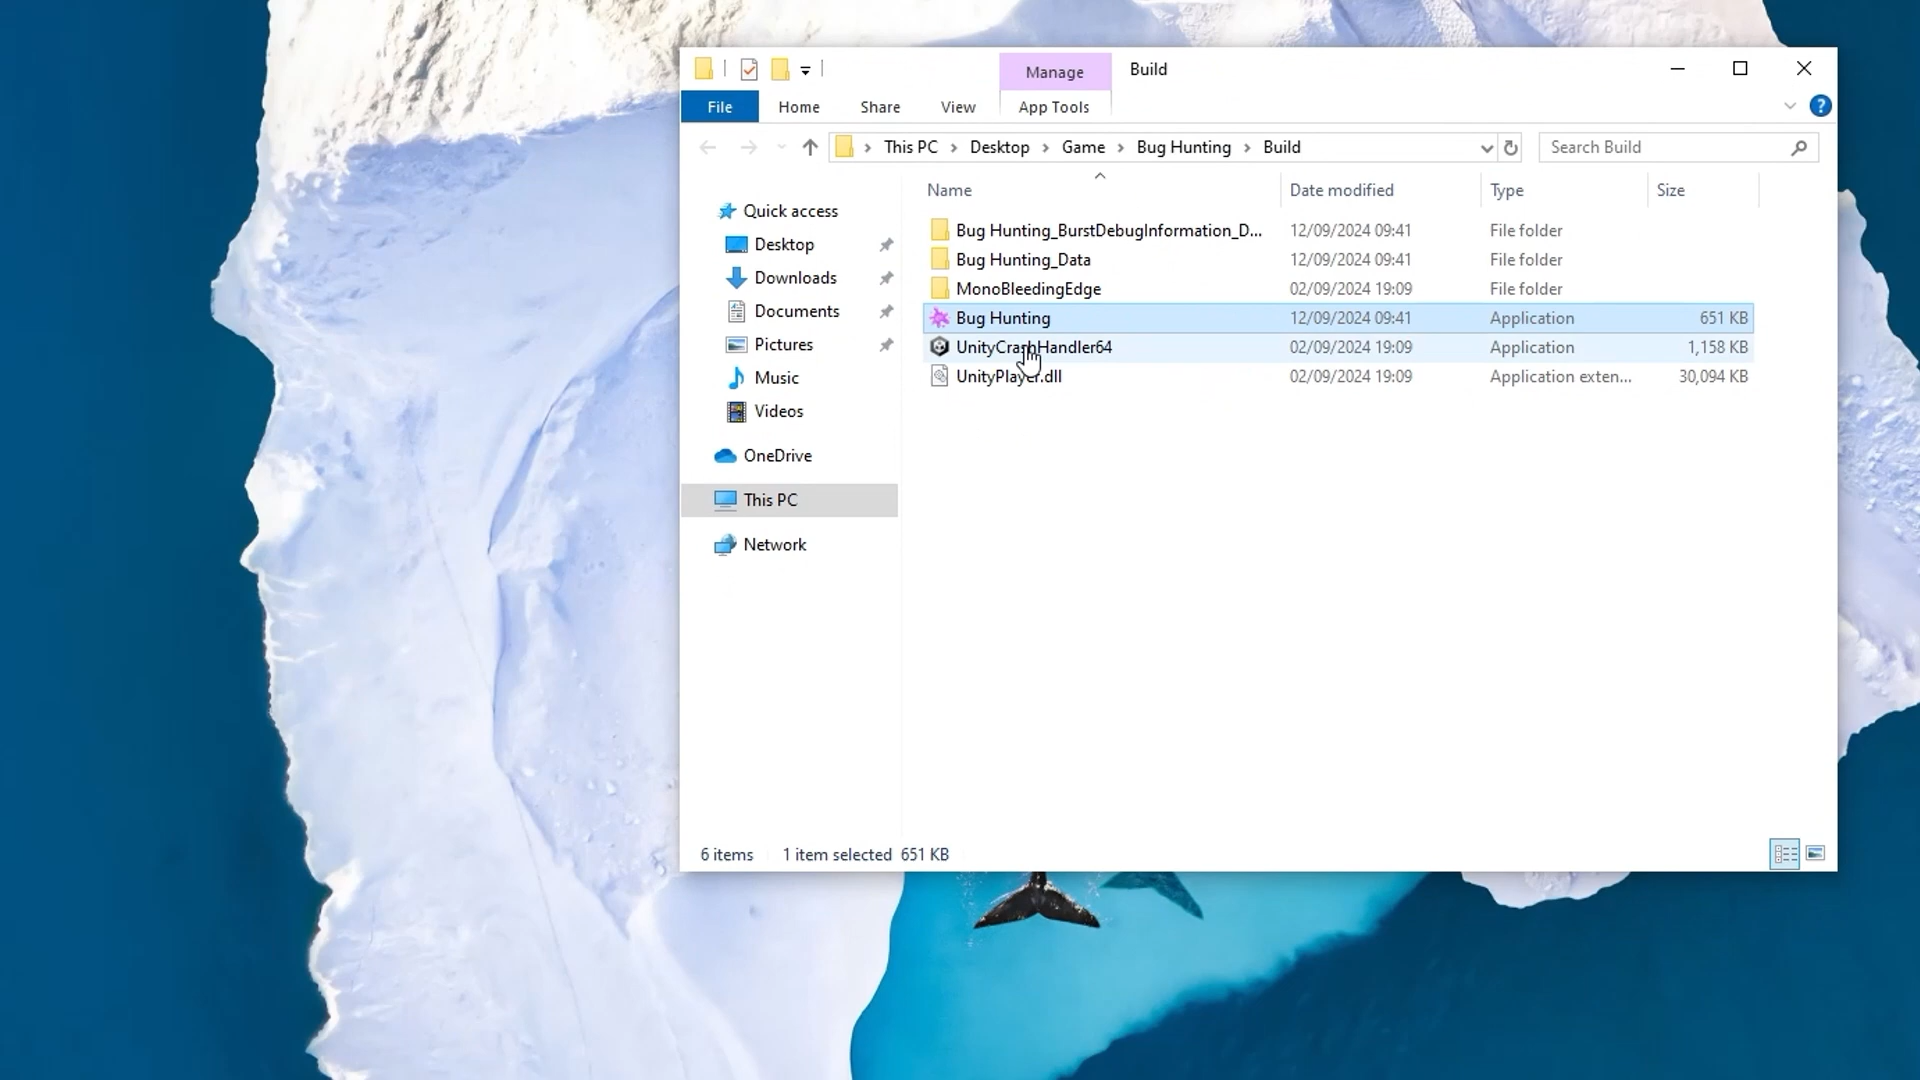 Manage
Build
File
Home
Share
View
App Tools
This PC
Desktop
Game
Bug Hunting
Build
Search Build
Name
Date modified
Type
Size
Quick access
Desktop
Downloads
Documents
Pictures
Music
Videos
OneDrive
This PC
Network
Bug Hunting_BurstDebugInformation_D... 12/09/2024 09:41 File folder
Bug Hunting_Data 12/09/2024 09:41 File folder
MonoBleedingEdge 02/09/2024 19:09 File folder
Bug Hunting 12/09/2024 09:41 Application 651 KB
UnityCrashHandler64 02/09/2024 19:09 Application 1,158 KB
UnityPlayer.dll 02/09/2024 19:09 Application exten... 30,094 KB
6 items 1 item selected 651 KB